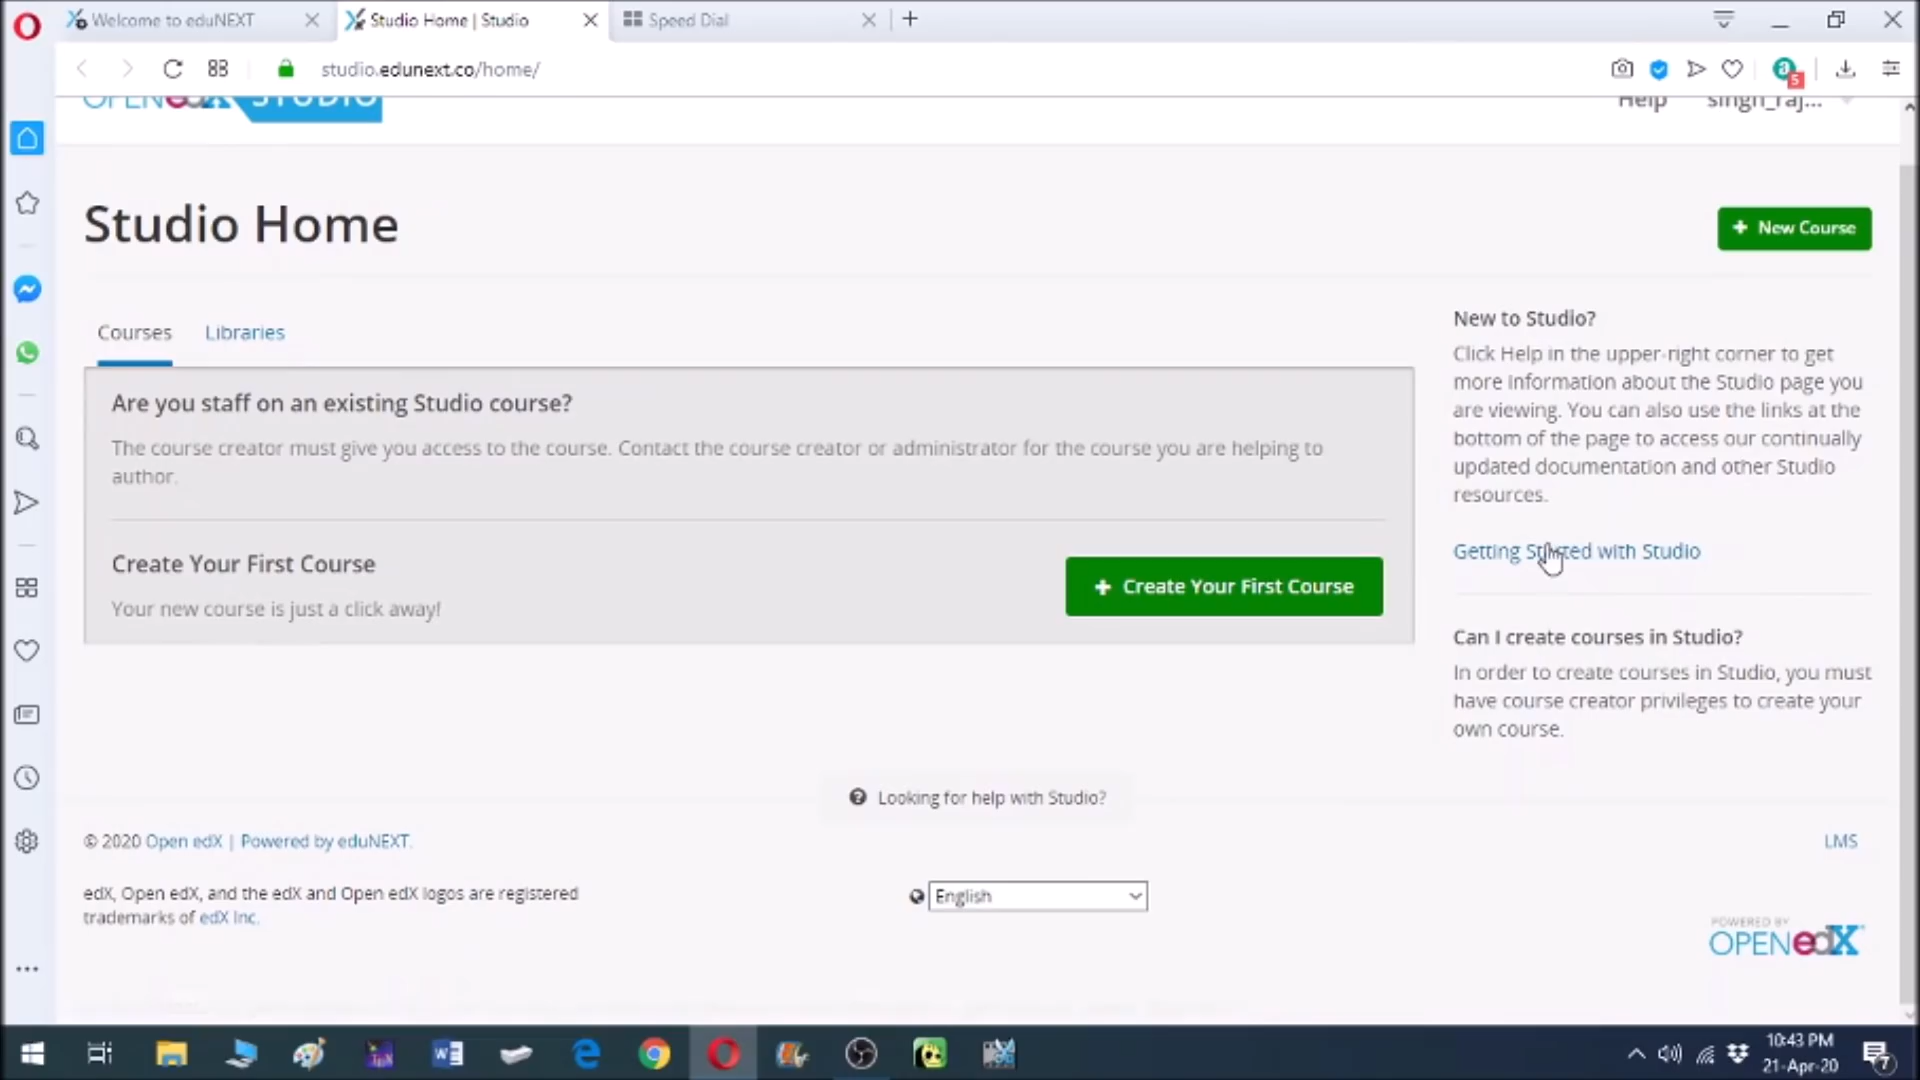 Welcome to eduNEXT
Studio Home | Studio
Speed Dial
studio.edunext.co/home/
5
OPENedX STUDIO
Help
singh_raj...
Studio Home
+ New Course
Courses
Libraries
Are you staff on an existing Studio course?
The course creator must give you access to the course. Contact the course creator or administrator for the course you are helping to
author.
Create Your First Course
Your new course is just a click away!
+ Create Your First Course
New to Studio?
Click Help in the upper-right corner to get
more information about the Studio page you
are viewing. You can also use the links at the
bottom of the page to access our continually
updated documentation and other Studio
resources.
Getting Started with Studio
Can I create courses in Studio?
In order to create courses in Studio, you must
have course creator privileges to create your
own course.
Looking for help with Studio?
© 2020 Open edX | Powered by eduNEXT.
LMS
edX, Open edX, and the edX and Open edX logos are registered
trademarks of edX Inc.
English
POWERED BY
OPENedX
10:43 PM
21-Apr-20
7